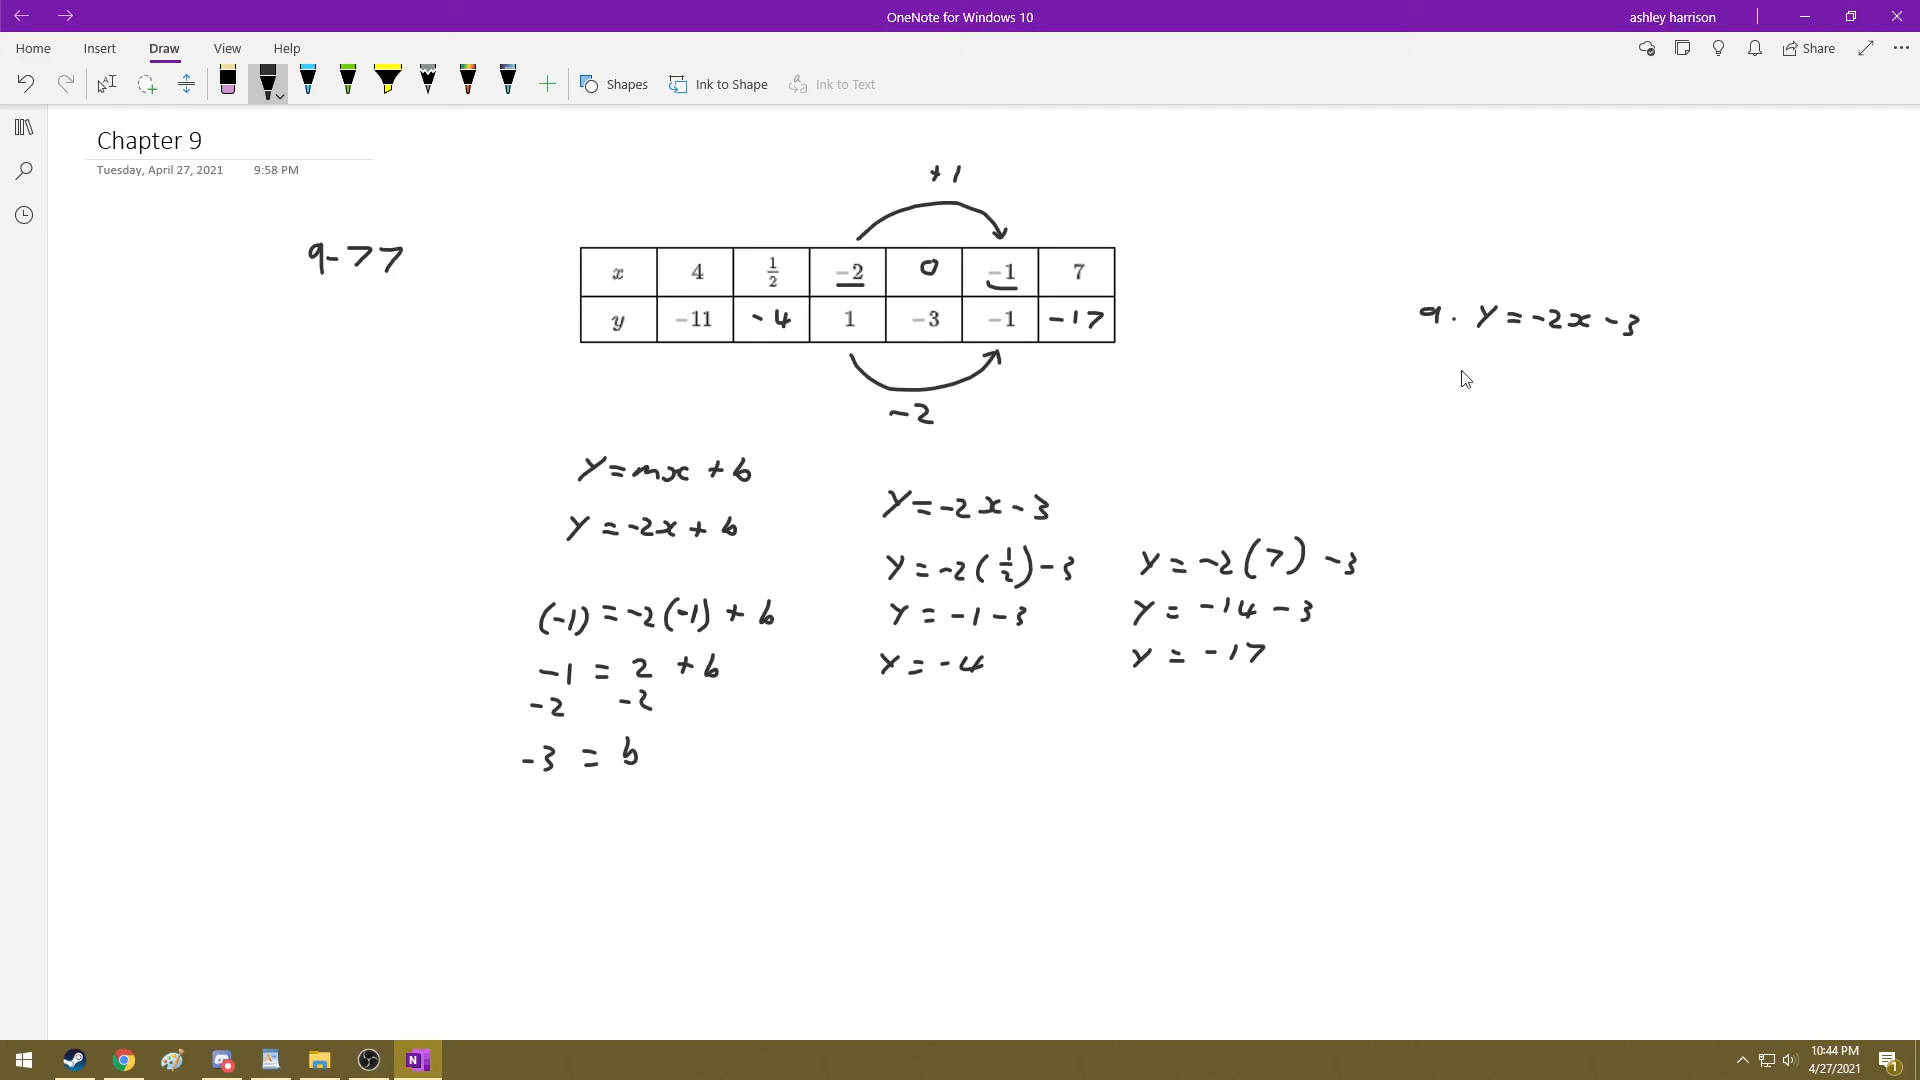 OneNote for Windows 10
ashley harrison
Home Insert Draw View Help
Share
Shapes Ink to Shape Ink to Text
Chapter 9
Tuesday, April 27, 2021 9:58 PM
+1
9-77
x 4 1/2 -2 0 -1 7
y -11 -4 1 -3 -1 -17
-2
a. y = -2x - 3
y = mx + b
y = -2x + b
(-1) = -2(-1) + b
-1 = 2 + b
-2 -2
-3 = b
y = -2x - 3
y = -2(1/2) - 3
y = -1 - 3
y = -4
y = -2(7) - 3
y = -14 - 3
y = -17
10:44 PM
4/27/2021
1